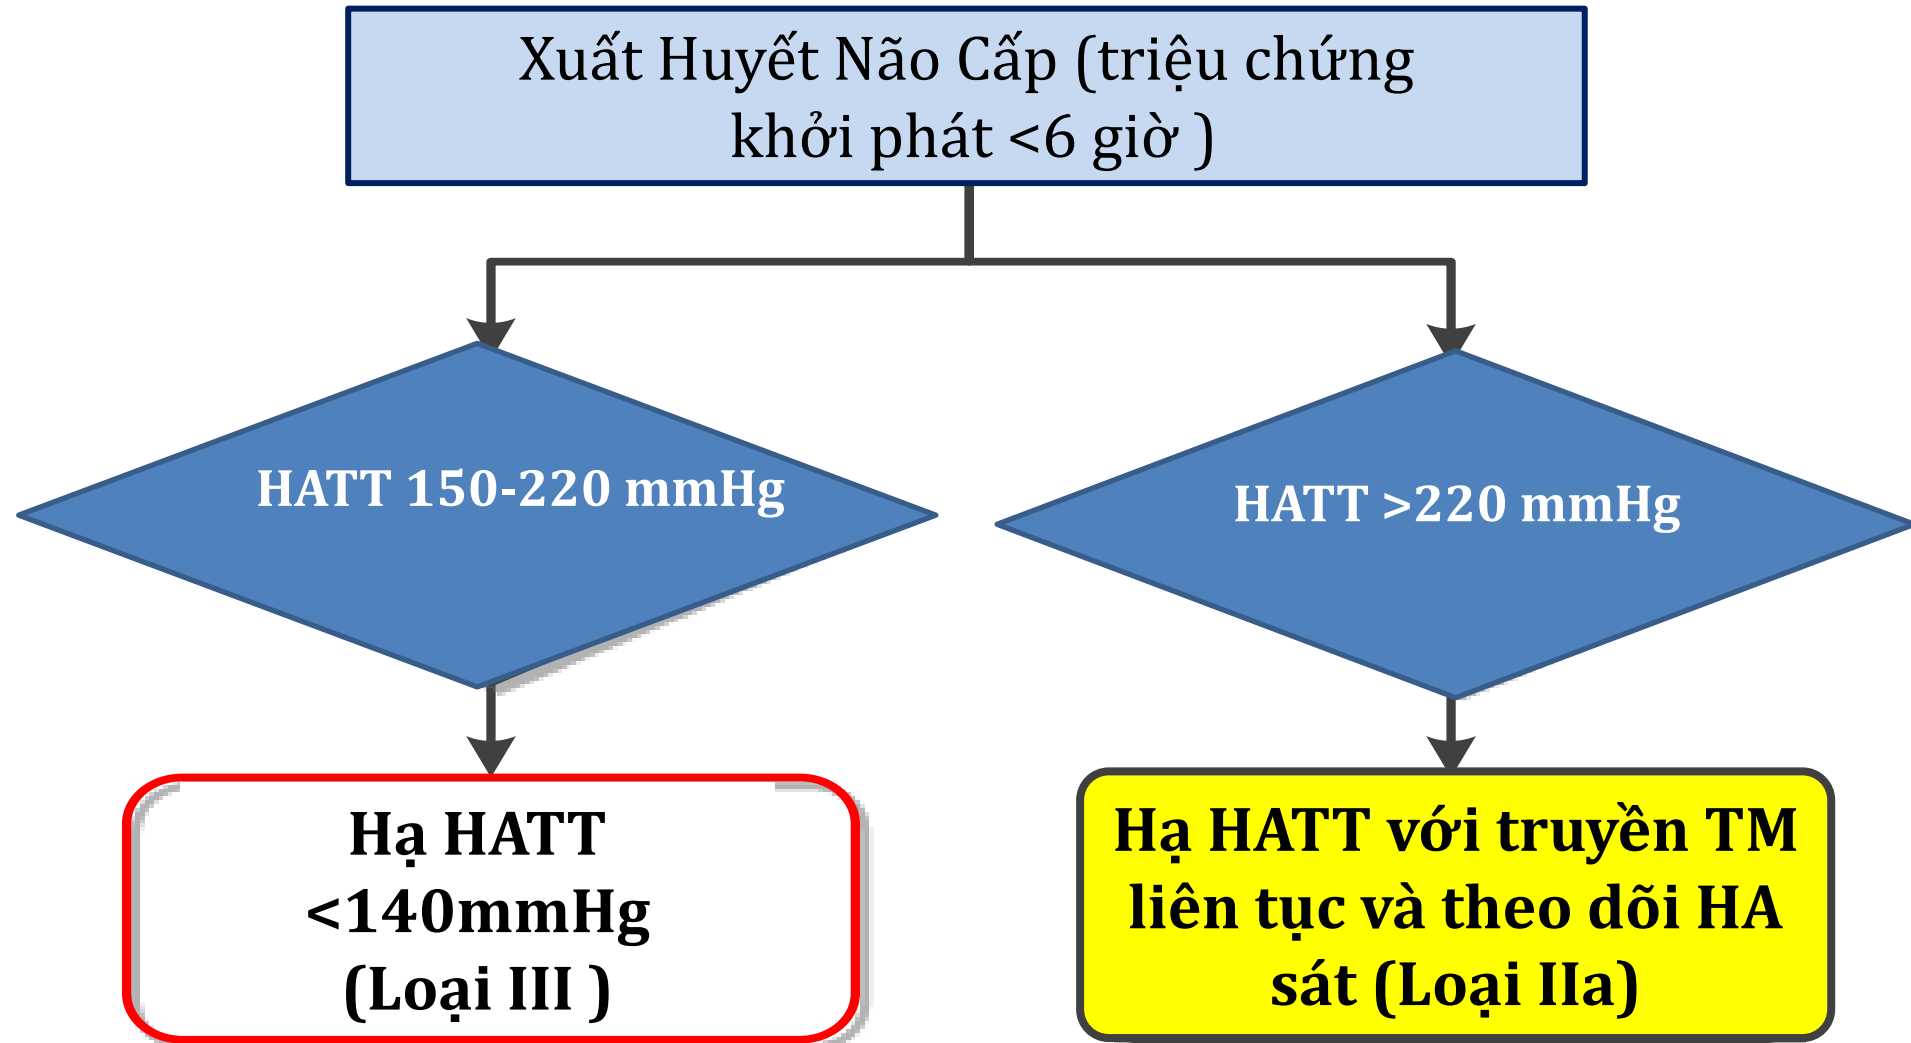 Xuất Huyết Não Cấp (triệu chứng
khởi phát <6 giờ )
HATT 150-220 mmHg
HATT >220 mmHg
Hạ HATT
<140mmHg
(Loại III )
Hạ HATT với truyền TM
liên tục và theo dõi HA
sát (Loại IIa)